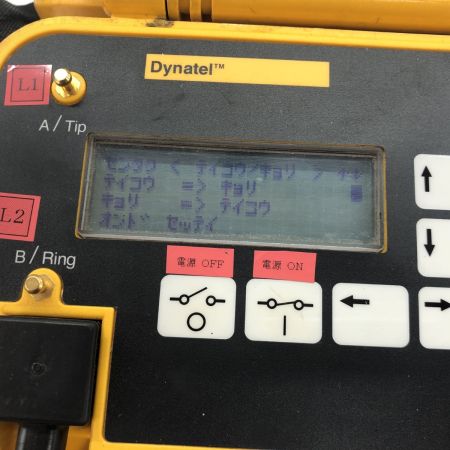 Dynatel™
L1
A / Tip
センタク < テイコウ/キョリ >
テイコウ => キョリ
キョリ => テイコウ
オンド セッテイ
L2
B / Ring
電源 OFF
電源 ON